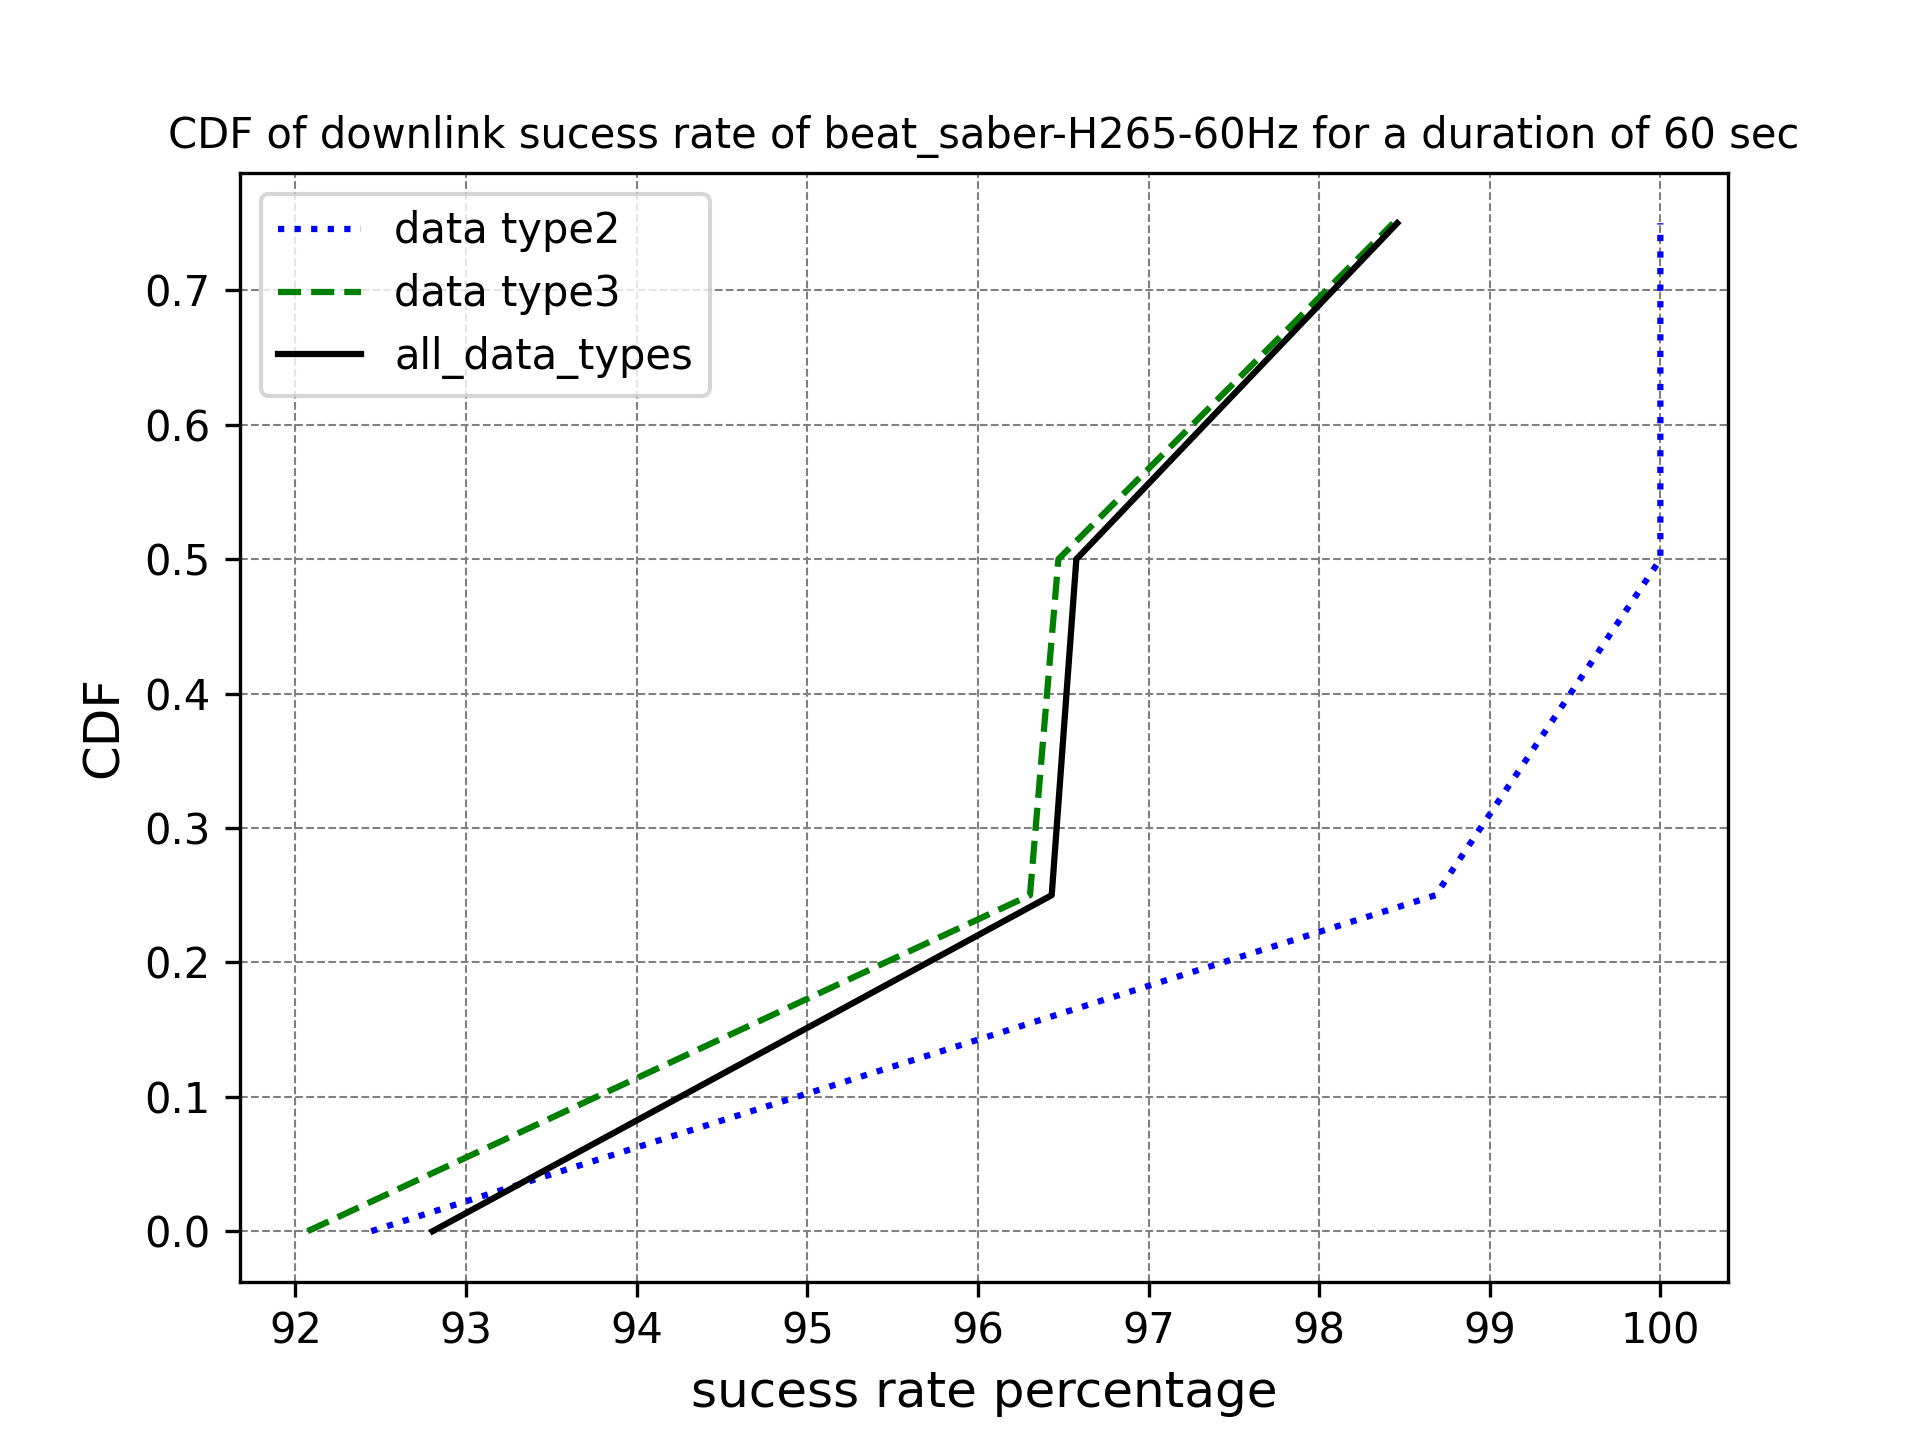 CDF of downlink sucess rate of beat_saber-H265-60Hz for a duration of 60 sec
data type2
data type3
all_data_types
0.7
0.6
0.5
0.4
0.3
0.2
0.1
0.0
CDF
92 93 94 95 96 97 98 99 100
sucess rate percentage